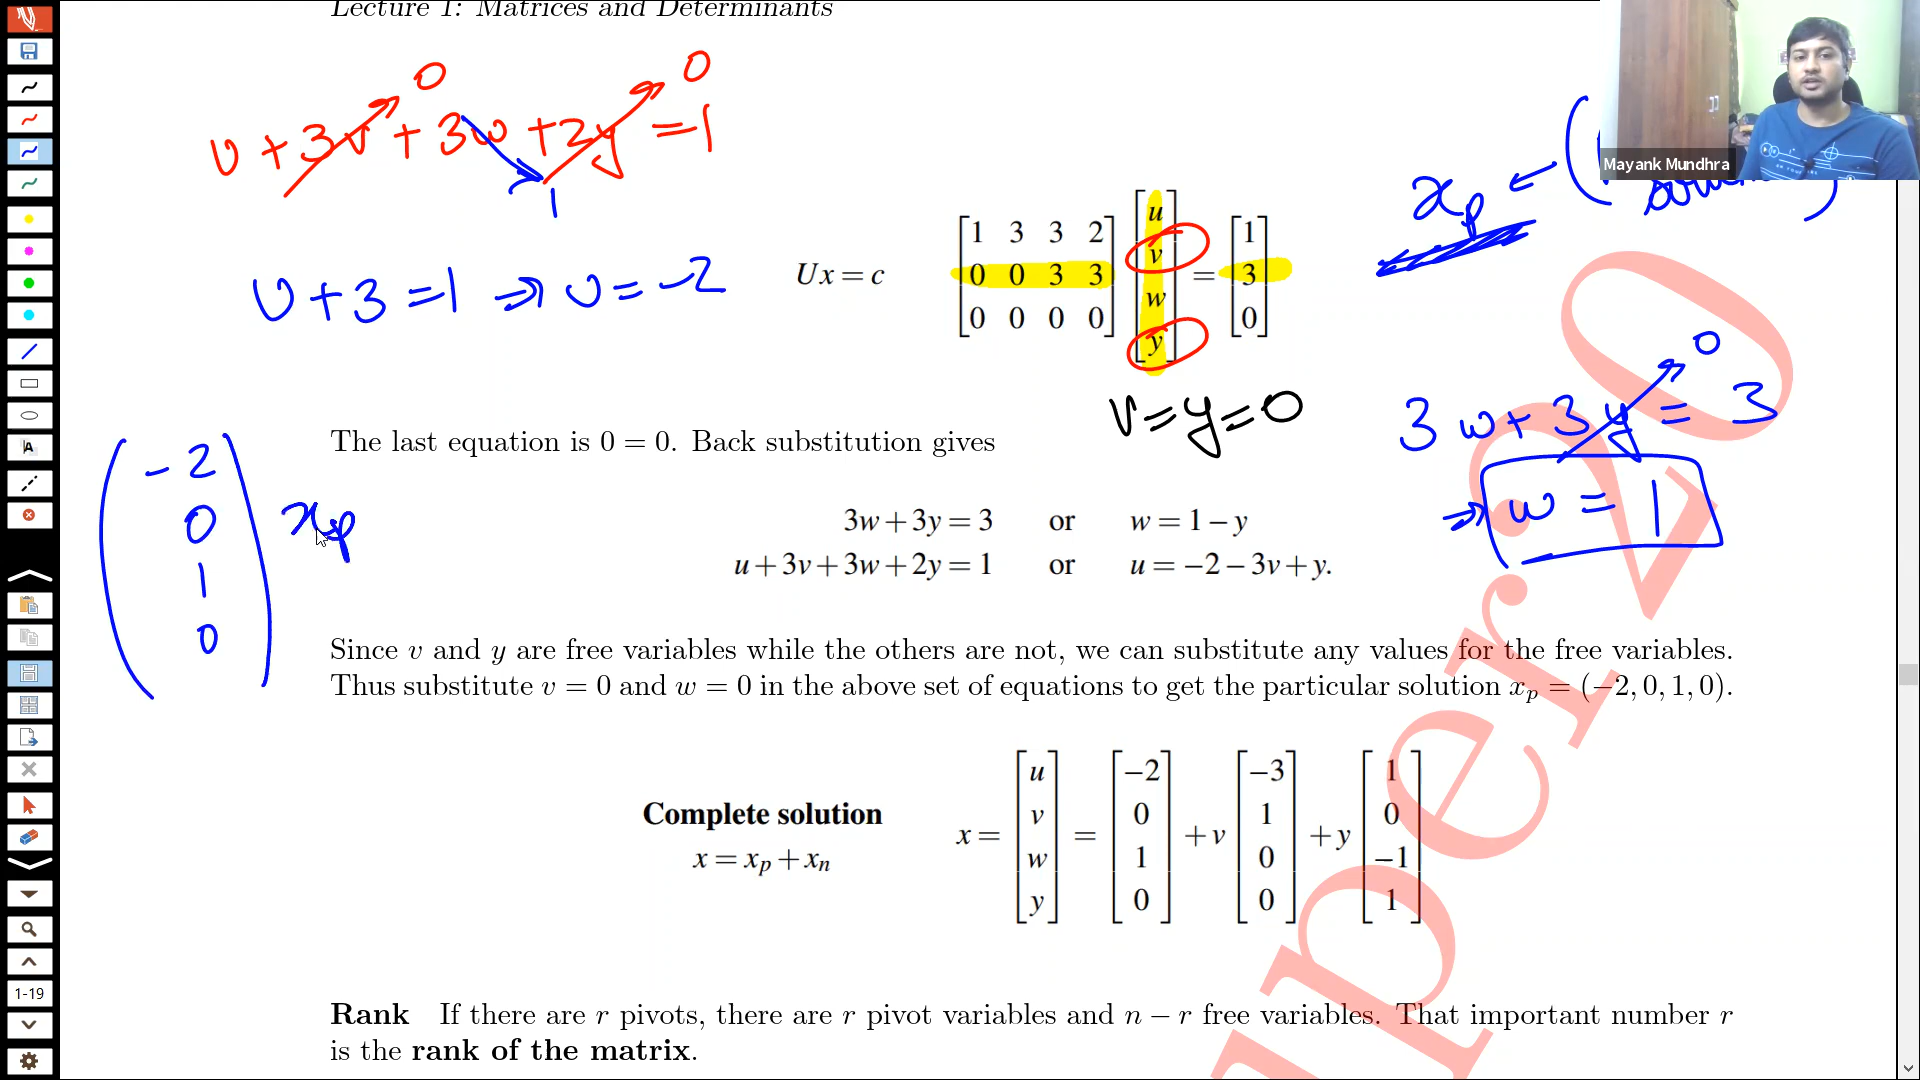 Lecture 1: Matrices and Determinants
u + 3v + 3w + 2y = 1
0
0
1
u + 3 = 1 ⇒ u = -2
Ux = c
[1 3 3 2; 0 0 3 3; 0 0 0 0] [u; v; w; y] = [1; 3; 0]
v = y = 0
x_p ←
Mayank Mundhra
3w + 3y = 3
0
⇒ w = 1
(-2
0
1
0) x_p
The last equation is 0 = 0. Back substitution gives
3w + 3y = 3 or w = 1 − y
u + 3v + 3w + 2y = 1 or u = −2 − 3v + y.
Since v and y are free variables while the others are not, we can substitute any values for the free variables.
Thus substitute v = 0 and w = 0 in the above set of equations to get the particular solution x_p = (−2, 0, 1, 0).
Complete solution
x = x_p + x_n
x = [u; v; w; y] = [−2; 0; 1; 0] + v [−3; 1; 0; 0] + y [1; 0; −1; 1]
Rank If there are r pivots, there are r pivot variables and n − r free variables. That important number r
is the rank of the matrix.
per20
A
1-19